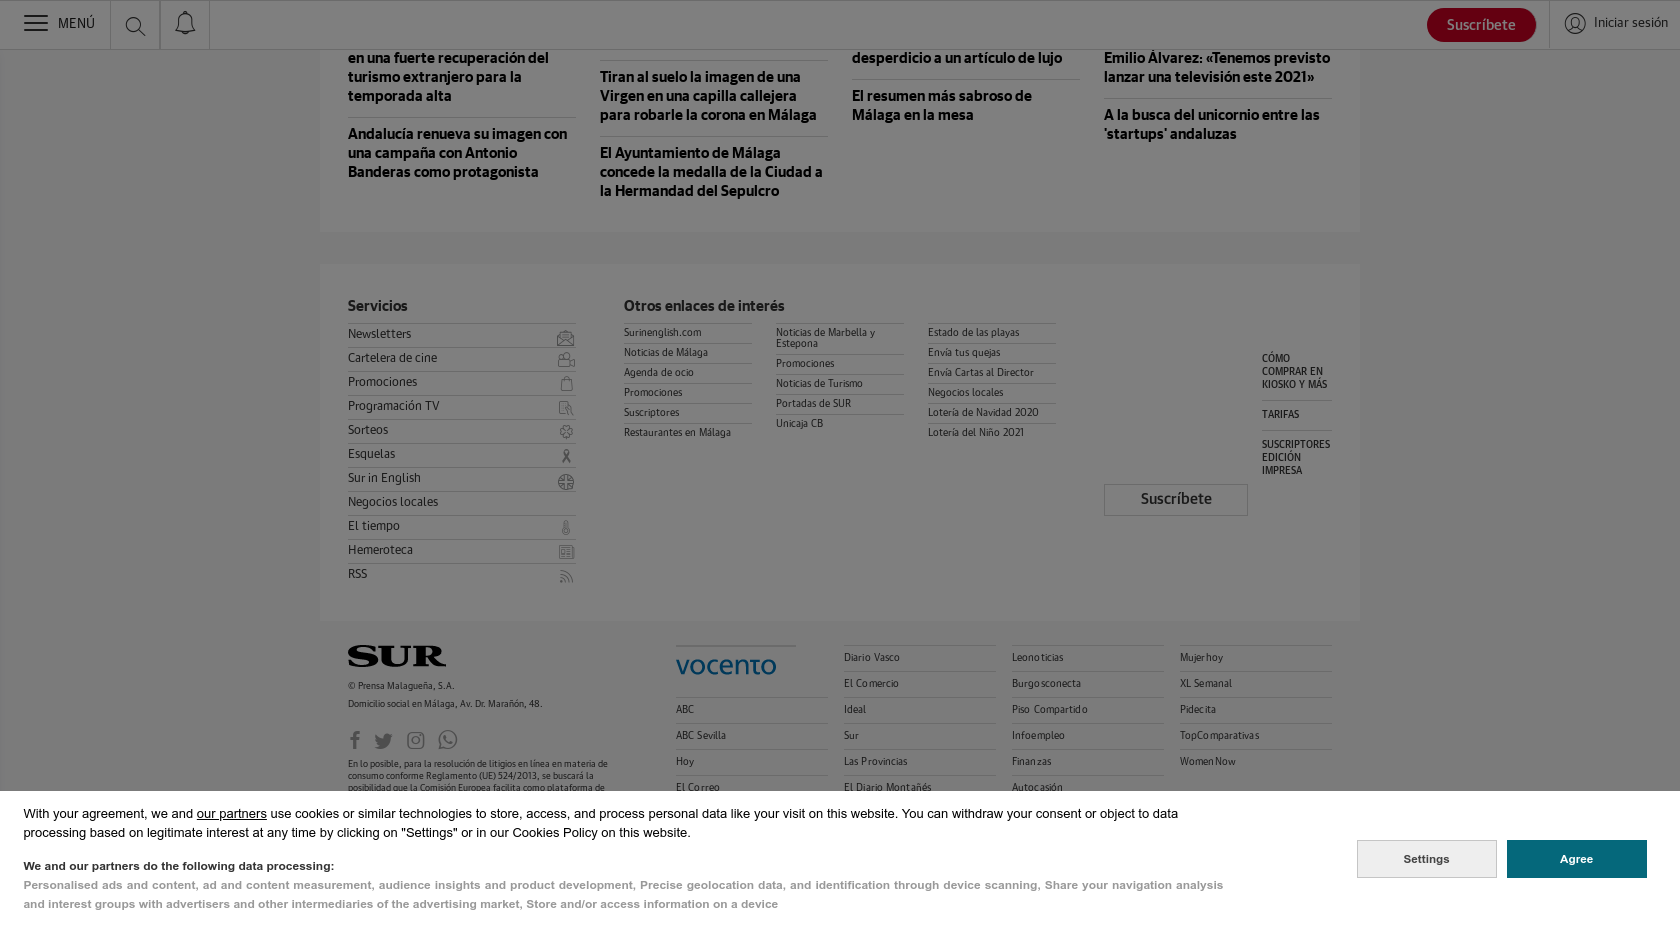 MENÚ
Suscríbete
Iniciar sesión
en una fuerte recuperación del
turismo extranjero para la
temporada alta
Andalucía renueva su imagen con
una campaña con Antonio
Banderas como protagonista
Tiran al suelo la imagen de una
Virgen en una capilla callejera
para robarle la corona en Málaga
El Ayuntamiento de Málaga
concede la medalla de la Ciudad a
la Hermandad del Sepulcro
desperdicio a un artículo de lujo
El resumen más sabroso de
Málaga en la mesa
Emilio Álvarez: «Tenemos previsto
lanzar una televisión este 2021»
A la busca del unicornio entre las
'startups' andaluzas
Servicios
Newsletters
Cartelera de cine
Promociones
Programación TV
Sorteos
Esquelas
Sur in English
Negocios locales
El tiempo
Hemeroteca
RSS
Otros enlaces de interés
Surinenglish.com
Noticias de Málaga
Agenda de ocio
Promociones
Suscriptores
Restaurantes en Málaga
Noticias de Marbella y
Estepona
Promociones
Noticias de Turismo
Portadas de SUR
Unicaja CB
Estado de las playas
Envía tus quejas
Envía Cartas al Director
Negocios locales
Lotería de Navidad 2020
Lotería del Niño 2021
Suscríbete
CÓMO
COMPRAR EN
KIOSKO Y MÁS
TARIFAS
SUSCRIPTORES
EDICIÓN
IMPRESA
SUR
© Prensa Malagueña, S.A.
Domicilio social en Málaga, Av. Dr. Marañón, 48.
En lo posible, para la resolución de litigios en línea en materia de
consumo conforme Reglamento (UE) 524/2013, se buscará la
posibilidad que la Comisión Europea facilita como plataforma de
vocento
ABC
ABC Sevilla
Hoy
El Correo
Diario Vasco
El Comercio
Ideal
Sur
Las Provincias
El Diario Montañés
Leonoticias
Burgosconecta
Piso Compartido
Infoempleo
Finanzas
Autocasión
Mujerhoy
XL Semanal
Pidecita
TopComparativas
WomenNow
With your agreement, we and our partners use cookies or similar technologies to store, access, and process personal data like your visit on this website. You can withdraw your consent or object to data
processing based on legitimate interest at any time by clicking on "Settings" or in our Cookies Policy on this website.
We and our partners do the following data processing:
Personalised ads and content, ad and content measurement, audience insights and product development, Precise geolocation data, and identification through device scanning, Share your navigation analysis
and interest groups with advertisers and other intermediaries of the advertising market, Store and/or access information on a device
Settings
Agree